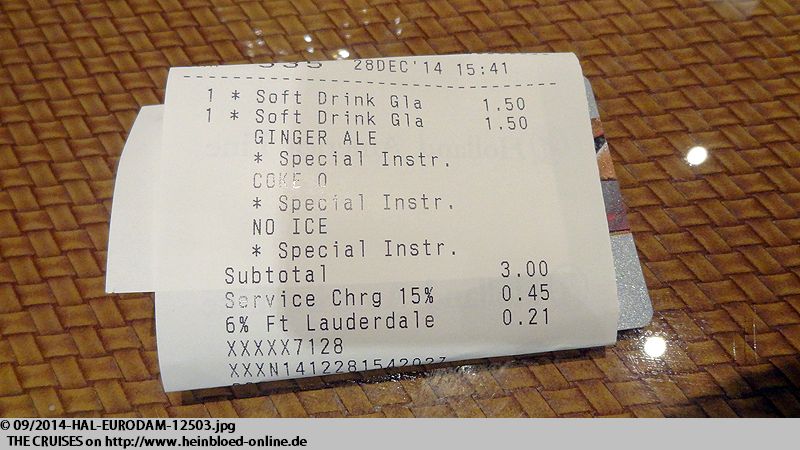 535 28DEC'14 15:41
1 * Soft Drink Gla 1.50
1 * Soft Drink Gla 1.50
GINGER ALE
* Special Instr.
COKE 0
* Special Instr.
NO ICE
* Special Instr.
Subtotal 3.00
Service Chrg 15% 0.45
6% Ft Lauderdale 0.21
XXXXX7128
XXXN1412281542037
© 09/2014-HAL-EURODAM-12503.jpg
THE CRUISES on http://www.heinbloed-online.de